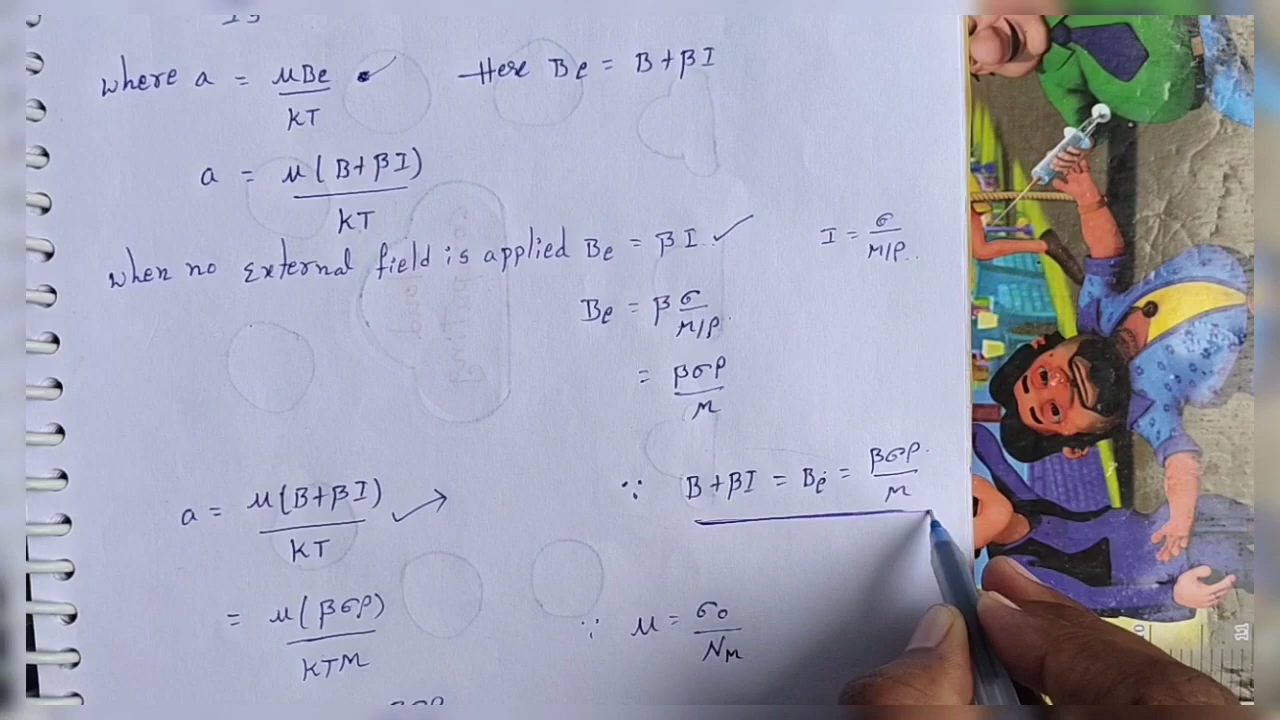 where a = μBe / KT    Here Be = B + βI
a = μ(B + βI) / KT
when no external field is applied Be = βI    I = σ / M/ρ
Be = β σ / M/ρ
= βσρ / M
a = μ(B + βI) / KT    ∵ B + βI = Be = βσρ / M
= μ(βσρ) / KTM    ∵ μ = σ₀ / NM
11